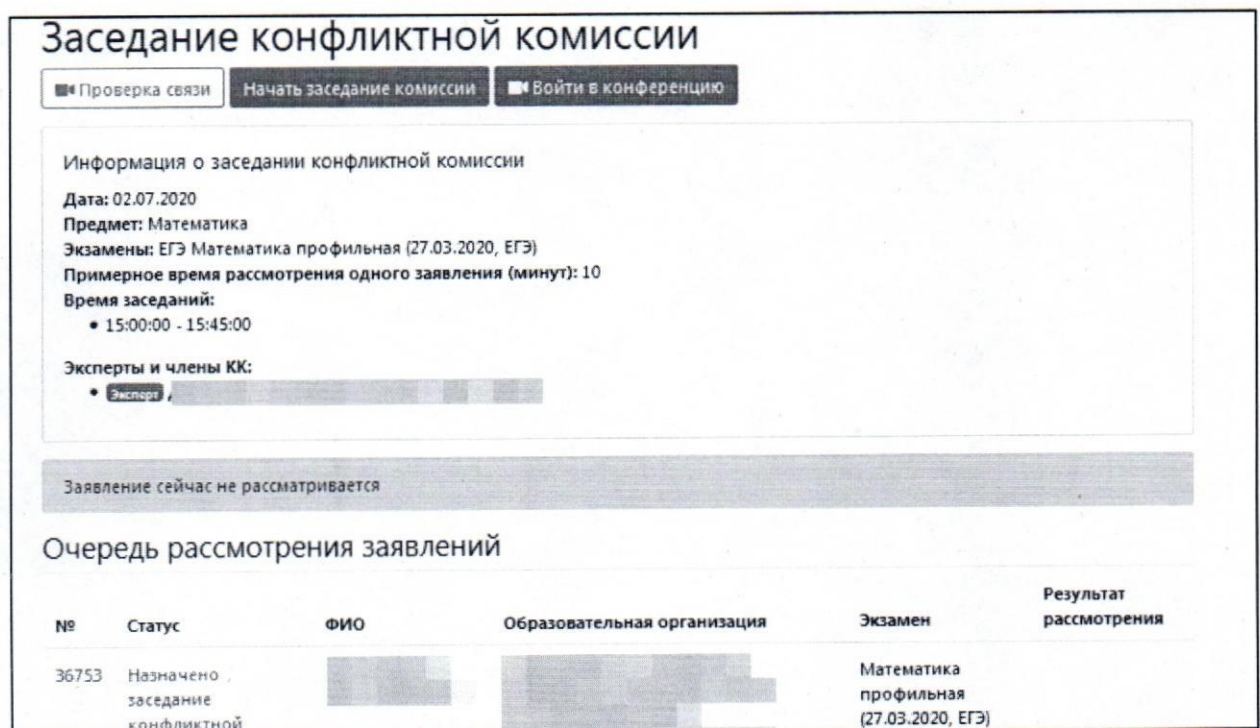 Заседание конфликтной комиссии
Проверка связи Начать заседание комиссии Войти в конференцию
Информация о заседании конфликтной комиссии
Дата: 02.07.2020
Предмет: Математика
Экзамены: ЕГЭ Математика профильная (27.03.2020, ЕГЭ)
Примерное время рассмотрения одного заявления (минут): 10
Время заседаний:
• 15:00:00 - 15:45:00
Эксперты и члены КК:
• Эксперт
Заявление сейчас не рассматривается
Очередь рассмотрения заявлений
№ Статус ФИО Образовательная организация Экзамен Результат рассмотрения
36753 Назначено Математика
заседание профильная
конфликтной (27.03.2020, ЕГЭ)